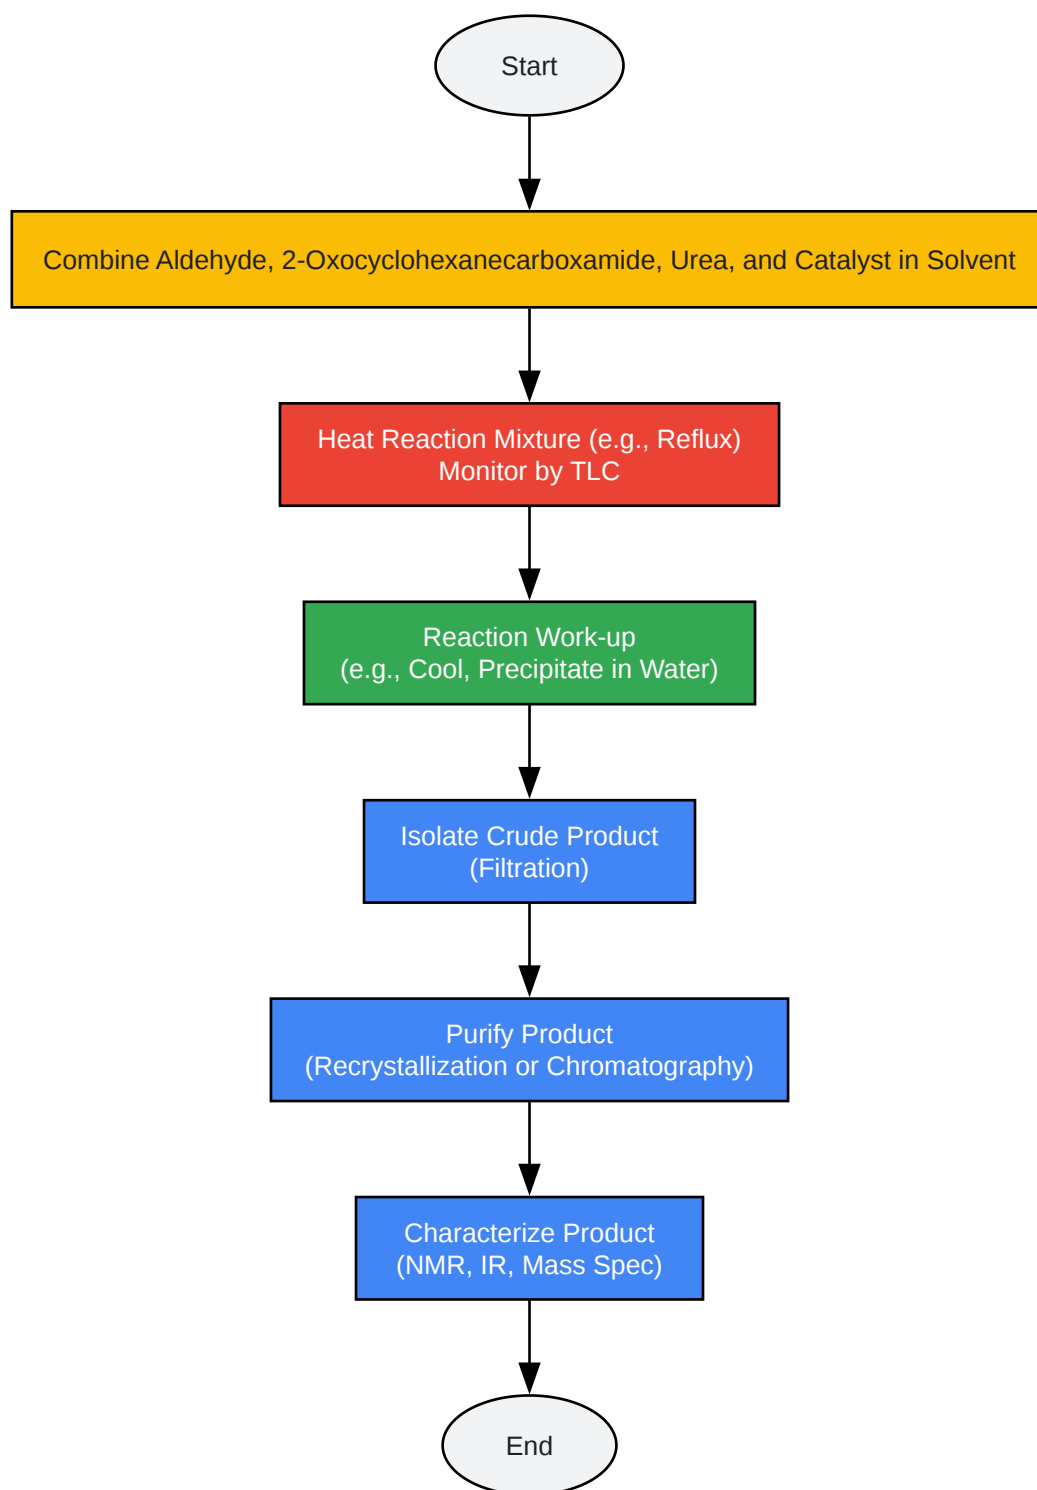 Start
Combine Aldehyde, 2-Oxocyclohexanecarboxamide, Urea, and Catalyst in Solvent
Heat Reaction Mixture (e.g., Reflux)
Monitor by TLC
Reaction Work-up
(e.g., Cool, Precipitate in Water)
Isolate Crude Product
(Filtration)
Purify Product
(Recrystallization or Chromatography)
Characterize Product
(NMR, IR, Mass Spec)
End